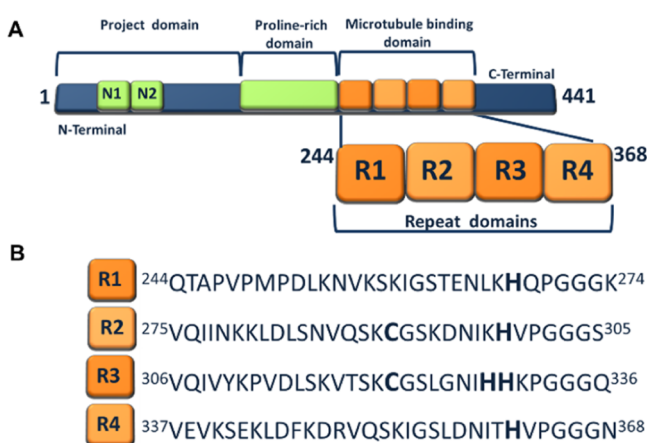 A
Project domain
Proline-rich
domain
Microtubule binding
domain
C-Terminal
1
N1
N2
441
N-Terminal
244
R1
R2
R3
R4
368
Repeat domains
B
R1 244QTAPVPMPDLKNVKSKIGSTENLKHQPGGGK274
R2 275VQIINKKLDLSNVQSKCGSKDNIKHVPGGGS305
R3 306VQIVYKPVDLSKVTSKCGSLGNIHHKPGGGQ336
R4 337VEVKSEKLDFKDRVQSKIGSLDNITHVPGGGN368